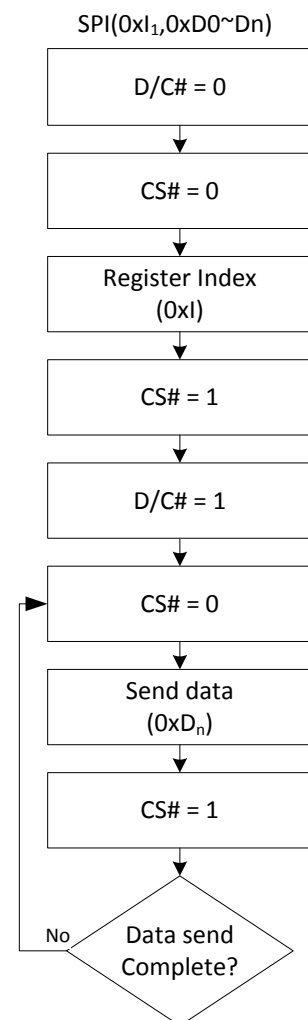 SPI(0xI₁,0xD0~Dn)
D/C# = 0
CS# = 0
Register Index
(0xI)
CS# = 1
D/C# = 1
CS# = 0
Send data
(0xDₙ)
CS# = 1
No
Data send
Complete?